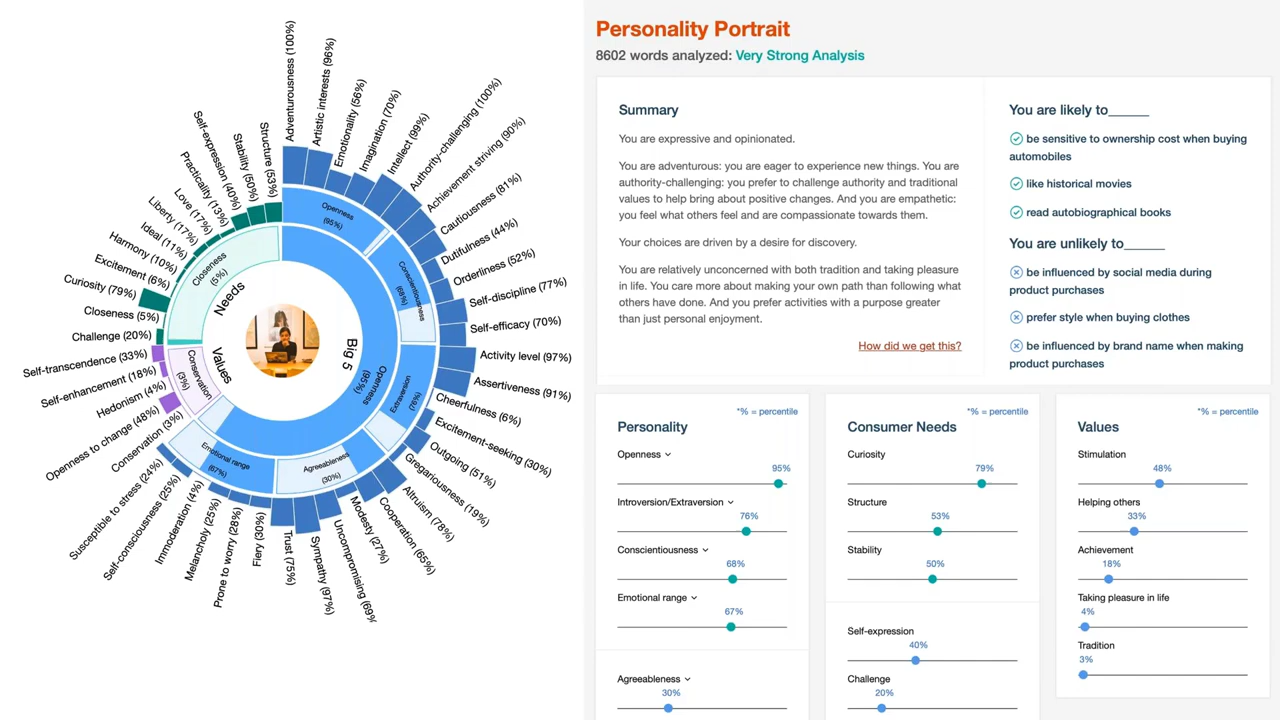 Adventurousness (100%)
Artistic interests (96%)
Emotionality (56%)
Imagination (70%)
Intellect (99%)
Authority-challenging (100%)
Achievement striving (90%)
Cautiousness (81%)
Dutifulness (44%)
Orderliness (52%)
Self-discipline (77%)
Self-efficacy (70%)
Activity level (97%)
Assertiveness (91%)
Cheerfulness (6%)
Excitement-seeking (30%)
Outgoing (51%)
Gregariousness (19%)
Altruism (78%)
Cooperation (65%)
Modesty (27%)
Uncompromising (69%)
Sympathy (97%)
Trust (75%)
Fiery (30%)
Prone to worry (28%)
Melancholy (25%)
Immoderation (4%)
Self-consciousness (25%)
Susceptible to stress (24%)
Conservation (3%)
Openness to change (48%)
Hedonism (4%)
Self-enhancement (18%)
Self-transcendence (33%)
Challenge (20%)
Closeness (5%)
Curiosity (79%)
Excitement (6%)
Harmony (10%)
Ideal (11%)
Liberty (17%)
Love (17%)
Practicality (13%)
Self-expression (40%)
Stability (50%)
Structure (53%)
Openness
(95%)
Conscientiousness
(68%)
Extraversion
(76%)
Agreeableness
(30%)
Emotional range
(67%)
Conservation
(3%)
Closeness
(5%)
Openness
(95%)
Needs
Values
Big 5
Personality Portrait
8602 words analyzed: Very Strong Analysis
Summary
You are expressive and opinionated.
You are adventurous: you are eager to experience new things. You are
authority-challenging: you prefer to challenge authority and traditional
values to help bring about positive changes. And you are empathetic:
you feel what others feel and are compassionate towards them.
Your choices are driven by a desire for discovery.
You are relatively unconcerned with both tradition and taking pleasure
in life. You care more about making your own path than following what
others have done. And you prefer activities with a purpose greater
than just personal enjoyment.
How did we get this?
You are likely to______
be sensitive to ownership cost when buying
automobiles
like historical movies
read autobiographical books
You are unlikely to______
be influenced by social media during
product purchases
prefer style when buying clothes
be influenced by brand name when making
product purchases
*% = percentile
Personality
Openness
95%
Introversion/Extraversion
76%
Conscientiousness
68%
Emotional range
67%
Agreeableness
30%
*% = percentile
Consumer Needs
Curiosity
79%
Structure
53%
Stability
50%
Self-expression
40%
Challenge
20%
*% = percentile
Values
Stimulation
48%
Helping others
33%
Achievement
18%
Taking pleasure in life
4%
Tradition
3%